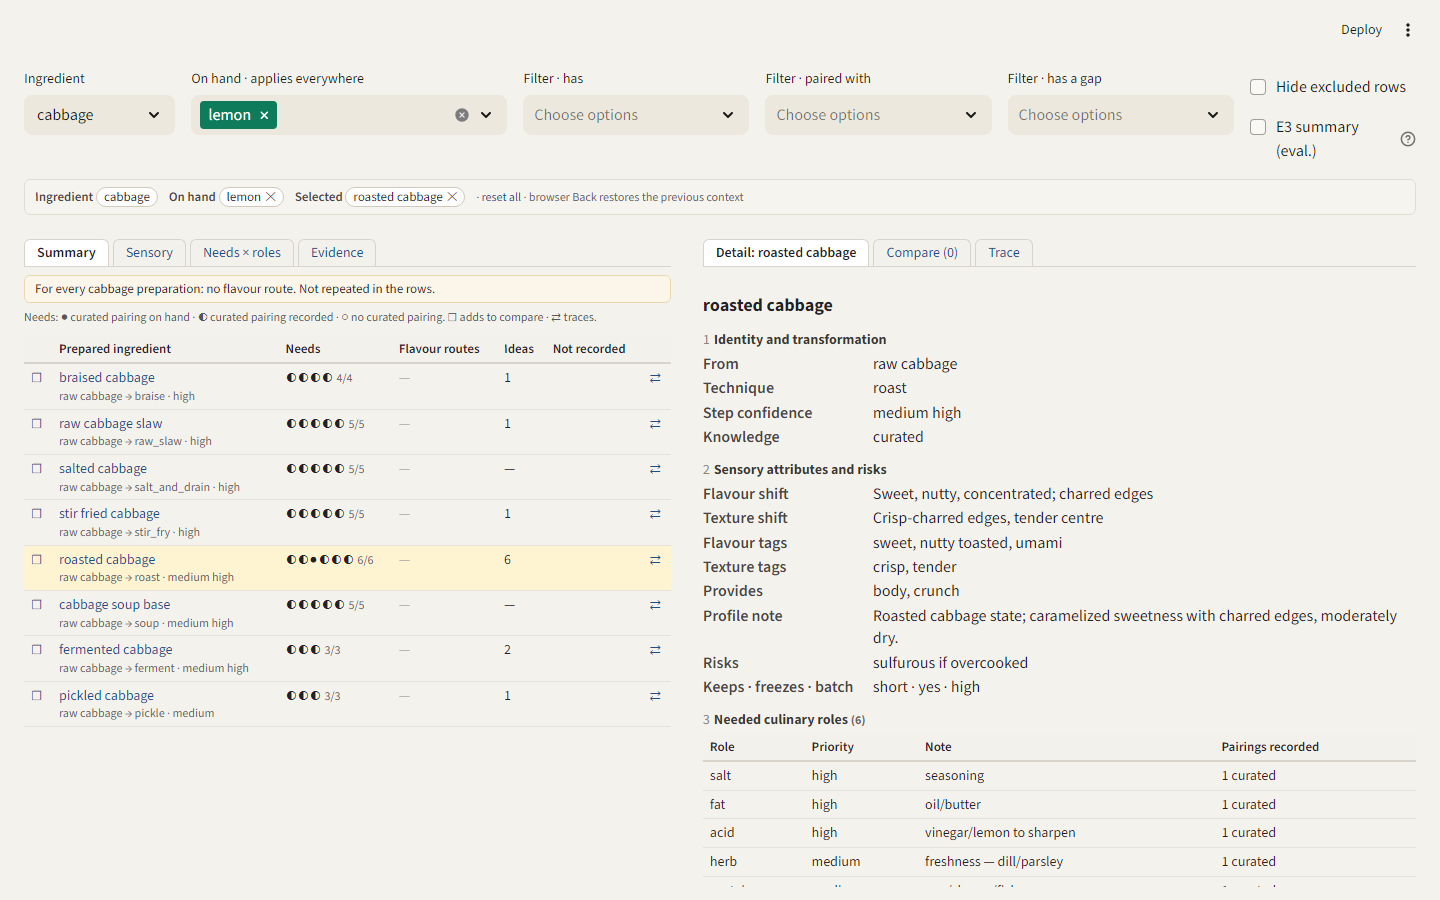 Deploy
Ingredient
On hand · applies everywhere
Filter · has
Filter · paired with
Filter · has a gap
cabbage
lemon ×
Choose options
Choose options
Choose options
Hide excluded rows
E3 summary
(eval.)
Ingredient cabbage On hand lemon ✕ Selected roasted cabbage ✕ · reset all · browser Back restores the previous context
Summary
Sensory
Needs × roles
Evidence
For every cabbage preparation: no flavour route. Not repeated in the rows.
Needs: ● curated pairing on hand · ◐ curated pairing recorded · ○ no curated pairing. ☐ adds to compare · ⇄ traces.
Prepared ingredient Needs Flavour routes Ideas Not recorded
☐ braised cabbage ◐◐◐◐ 4/4 — 1 ⇄
raw cabbage → braise · high
☐ raw cabbage slaw ◐◐◐◐◐ 5/5 — 1 ⇄
raw cabbage → raw_slaw · high
☐ salted cabbage ◐◐◐◐◐ 5/5 — — ⇄
raw cabbage → salt_and_drain · high
☐ stir fried cabbage ◐◐◐◐◐ 5/5 — 1 ⇄
raw cabbage → stir_fry · high
☐ roasted cabbage ◐◐●◐◐◐ 6/6 — 6 ⇄
raw cabbage → roast · medium high
☐ cabbage soup base ◐◐◐◐◐ 5/5 — — ⇄
raw cabbage → soup · medium high
☐ fermented cabbage ◐◐◐ 3/3 — 2 ⇄
raw cabbage → ferment · medium high
☐ pickled cabbage ◐◐◐ 3/3 — 1 ⇄
raw cabbage → pickle · medium
Detail: roasted cabbage
Compare (0)
Trace
roasted cabbage
1 Identity and transformation
From raw cabbage
Technique roast
Step confidence medium high
Knowledge curated
2 Sensory attributes and risks
Flavour shift Sweet, nutty, concentrated; charred edges
Texture shift Crisp-charred edges, tender centre
Flavour tags sweet, nutty toasted, umami
Texture tags crisp, tender
Provides body, crunch
Profile note Roasted cabbage state; caramelized sweetness with charred edges, moderately
dry.
Risks sulfurous if overcooked
Keeps · freezes · batch short · yes · high
3 Needed culinary roles (6)
Role Priority Note Pairings recorded
salt high seasoning 1 curated
fat high oil/butter 1 curated
acid high vinegar/lemon to sharpen 1 curated
herb medium freshness — dill/parsley 1 curated